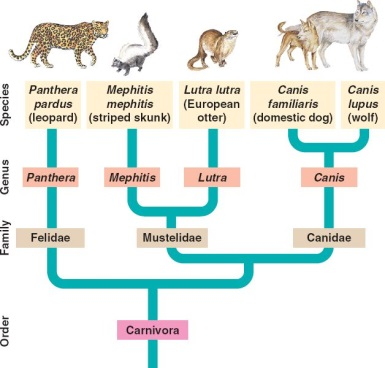 Species
Panthera
pardus
(leopard)
Mephitis
mephitis
(striped skunk)
Lutra lutra
(European
otter)
Canis
familiaris
(domestic dog)
Canis
lupus
(wolf)
Genus
Panthera
Mephitis
Lutra
Canis
Family
Felidae
Mustelidae
Canidae
Order
Carnivora